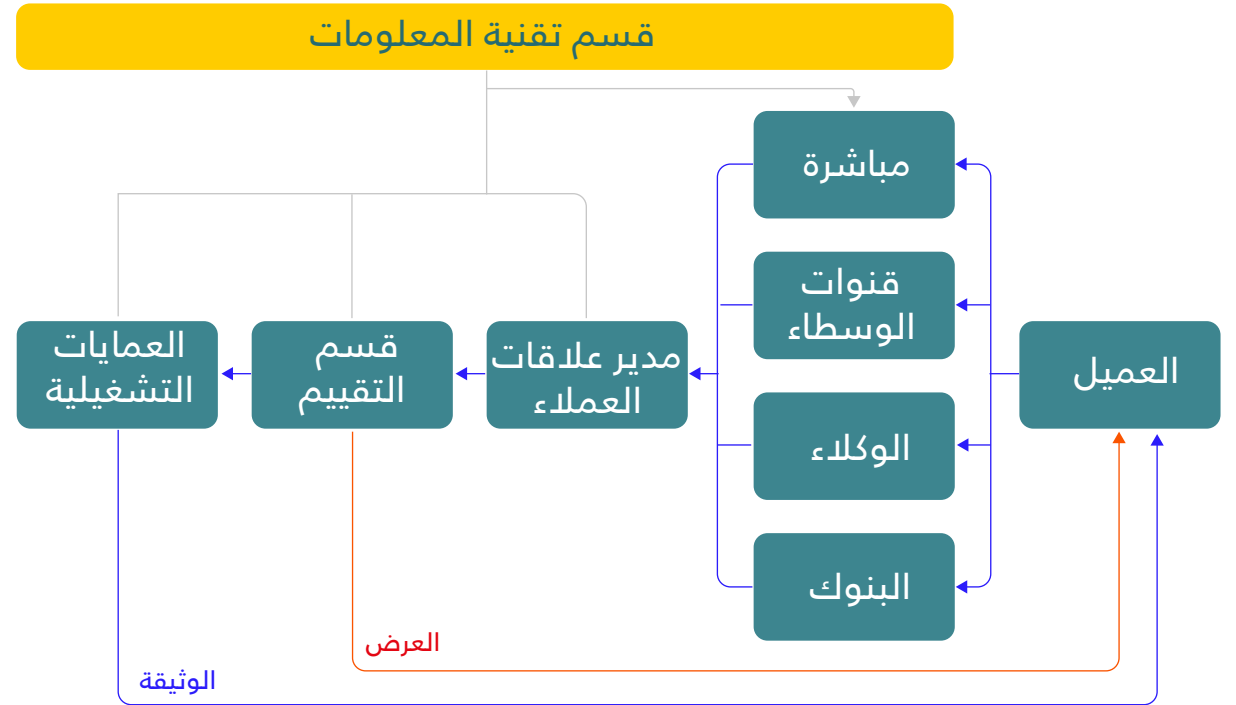 قسم تقنية المعلومات
مباشرة
قنوات
الوسطاء
الوكلاء
البنوك
العميل
مدير علاقات
العملاء
قسم
التقييم
العمايات
التشغيلية
العرض
الوثيقة